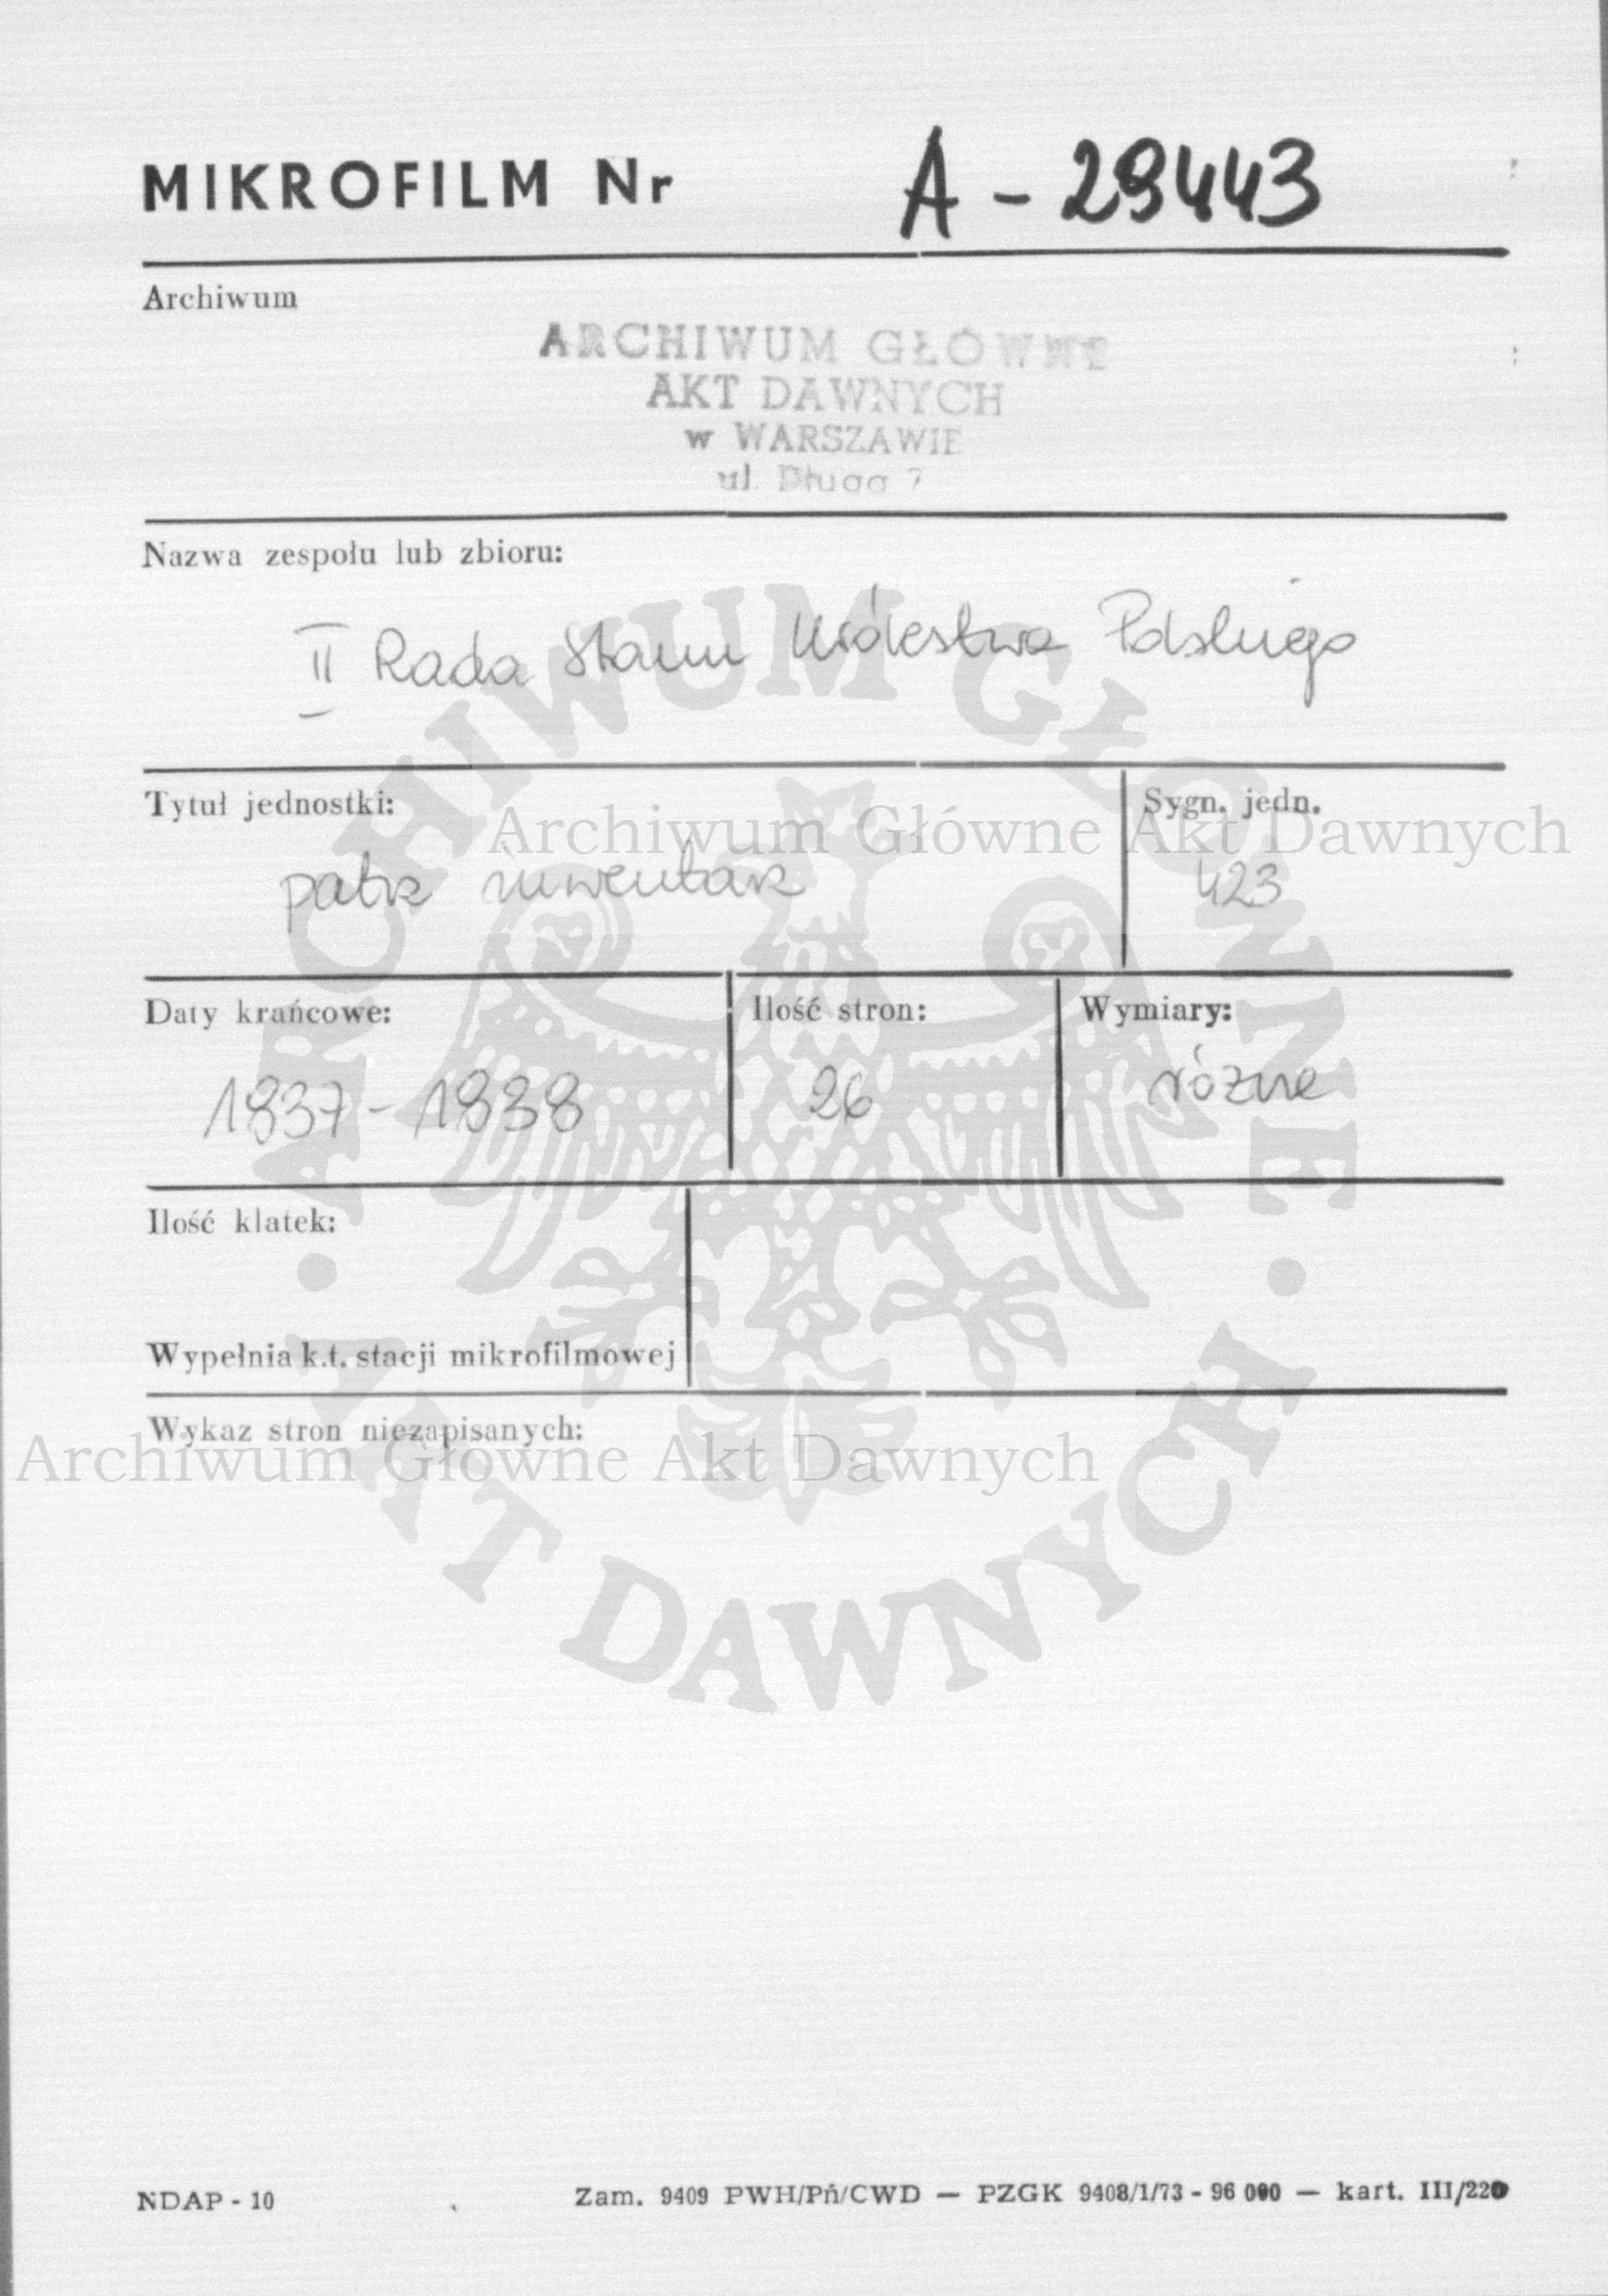 MIKROFILM Nr A - 29443
Archiwum
ARCHIWUM GŁÓWNE
AKT DAWNYCH
w WARSZAWIE
ul. Długa 7
Nazwa zespołu lub zbioru:
II Rada Stanu Królestwa Polskiego
Tytuł jednostki: Sygn. jedn.
Archiwum Główne Akt Dawnych
patrz inwentarz 423
Daty krańcowe: Ilość stron: Wymiary:
1837 - 1838 26 różne
Ilość klatek:
Wypełnia k.t. stacji mikrofilmowej
Wykaz stron niezapisanych:
Archiwum Główne Akt Dawnych
ARCHIWUM GŁÓWNE · AKT DAWNYCH ·
NDAP - 10 Zam. 9409 PWH/Pń/CWD — PZGK 9408/1/73 - 96 000 — kart. III/220